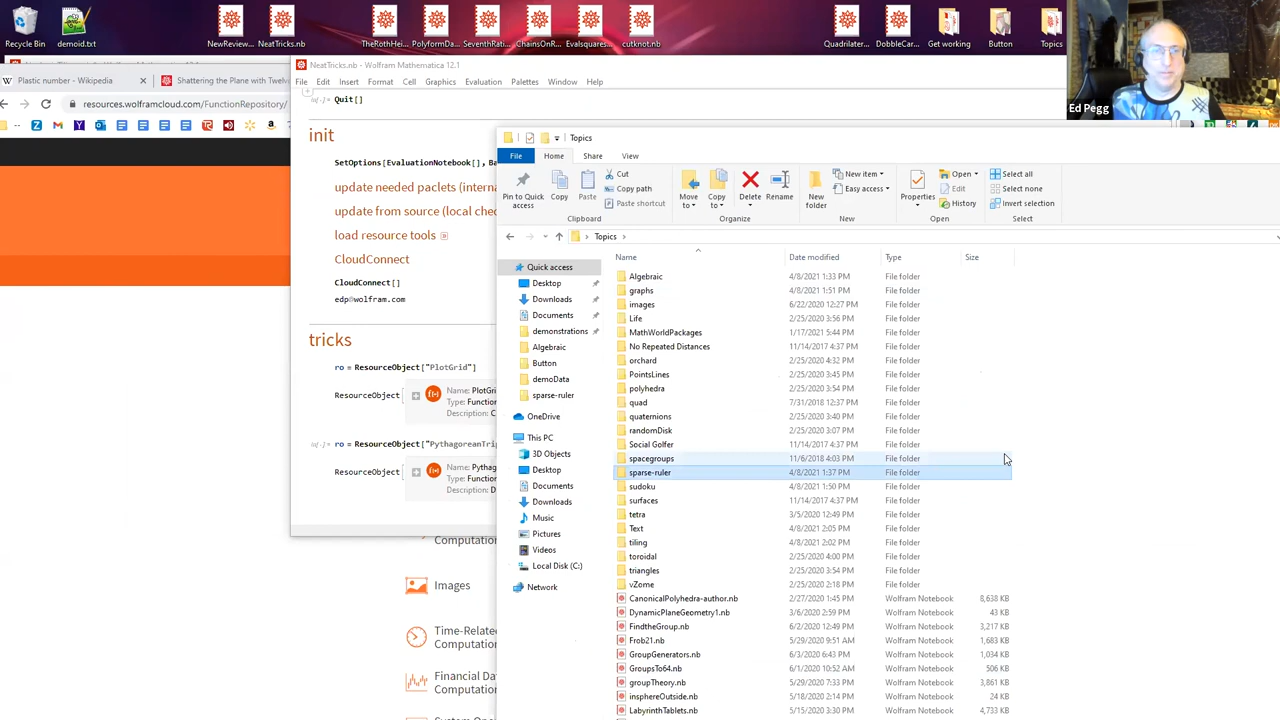 Recycle Bin
demoid.txt
NewReview...
NeatTricks.nb
TheRothHei...
PolyformDa...
SeventhRati...
ChainsOnR...
Evalsquares...
cutknot.nb
Quadrilater...
DobbleCar...
Get working
Button
Topics
Ed Pegg
Plastic number - Wikipedia
Shattering the Plane with Twelv
resources.wolframcloud.com/FunctionRepository/
NeatTricks.nb - Wolfram Mathematica 12.1
File Edit Insert Format Cell Graphics Evaluation Palettes Window Help
Quit[]
init
SetOptions[EvaluationNotebook[], Ba
update needed paclets (interna
update from source (local chec
load resource tools
CloudConnect
CloudConnect[]
edp@wolfram.com
tricks
ro = ResourceObject["PlotGrid"]
ResourceObject[
Name: PlotGri
Type: Functio
Description: C
ro = ResourceObject["PythagoreanTrip
ResourceObject[
Name: Pythag
Type: Function
Description:
Computation
Images
Time-Related
Computation
Financial Da
Computation
Topics
File Home Share View
Pin to Quick access
Copy
Paste
Cut
Copy path
Paste shortcut
Clipboard
Move to
Copy to
Delete
Rename
Organize
New folder
New item
Easy access
New
Properties
Open
Edit
History
Open
Select all
Select none
Invert selection
Select
Topics
Quick access
Desktop
Downloads
Documents
demonstrations
Algebraic
Button
demoData
sparse-ruler
OneDrive
This PC
3D Objects
Desktop
Documents
Downloads
Music
Pictures
Videos
Local Disk (C:)
Network
Name Date modified Type Size
Algebraic 4/8/2021 1:33 PM File folder
graphs 4/8/2021 1:51 PM File folder
images 6/22/2020 12:27 PM File folder
Life 2/25/2020 3:56 PM File folder
MathWorldPackages 1/17/2021 5:44 PM File folder
No Repeated Distances 11/14/2017 4:37 PM File folder
orchard 2/25/2020 4:32 PM File folder
PointsLines 2/25/2020 3:45 PM File folder
polyhedra 2/25/2020 3:54 PM File folder
quad 7/31/2018 12:37 PM File folder
quaternions 2/25/2020 3:40 PM File folder
randomDisk 2/25/2020 3:07 PM File folder
Social Golfer 11/14/2017 4:37 PM File folder
spacegroups 11/6/2018 4:03 PM File folder
sparse-ruler 4/8/2021 1:37 PM File folder
sudoku 4/8/2021 1:50 PM File folder
surfaces 11/14/2017 4:37 PM File folder
tetra 3/5/2020 12:49 PM File folder
Text 4/8/2021 2:05 PM File folder
tiling 4/8/2021 2:02 PM File folder
toroidal 2/25/2020 4:00 PM File folder
triangles 2/25/2020 3:54 PM File folder
vZome 2/25/2020 2:18 PM File folder
CanonicalPolyhedra-author.nb 2/27/2020 1:45 PM Wolfram Notebook 8,638 KB
DynamicPlaneGeometry1.nb 3/6/2020 2:59 PM Wolfram Notebook 43 KB
FindtheGroup.nb 6/2/2020 12:49 PM Wolfram Notebook 3,217 KB
Frob21.nb 5/29/2020 9:51 AM Wolfram Notebook 1,683 KB
GroupGenerators.nb 6/3/2020 6:43 PM Wolfram Notebook 1,034 KB
GroupsTo64.nb 6/1/2020 10:52 AM Wolfram Notebook 506 KB
groupTheory.nb 5/29/2020 7:33 PM Wolfram Notebook 3,861 KB
insphereOutside.nb 5/18/2020 2:14 PM Wolfram Notebook 24 KB
LabyrinthTablets.nb 5/15/2020 3:30 PM Wolfram Notebook 4,733 KB